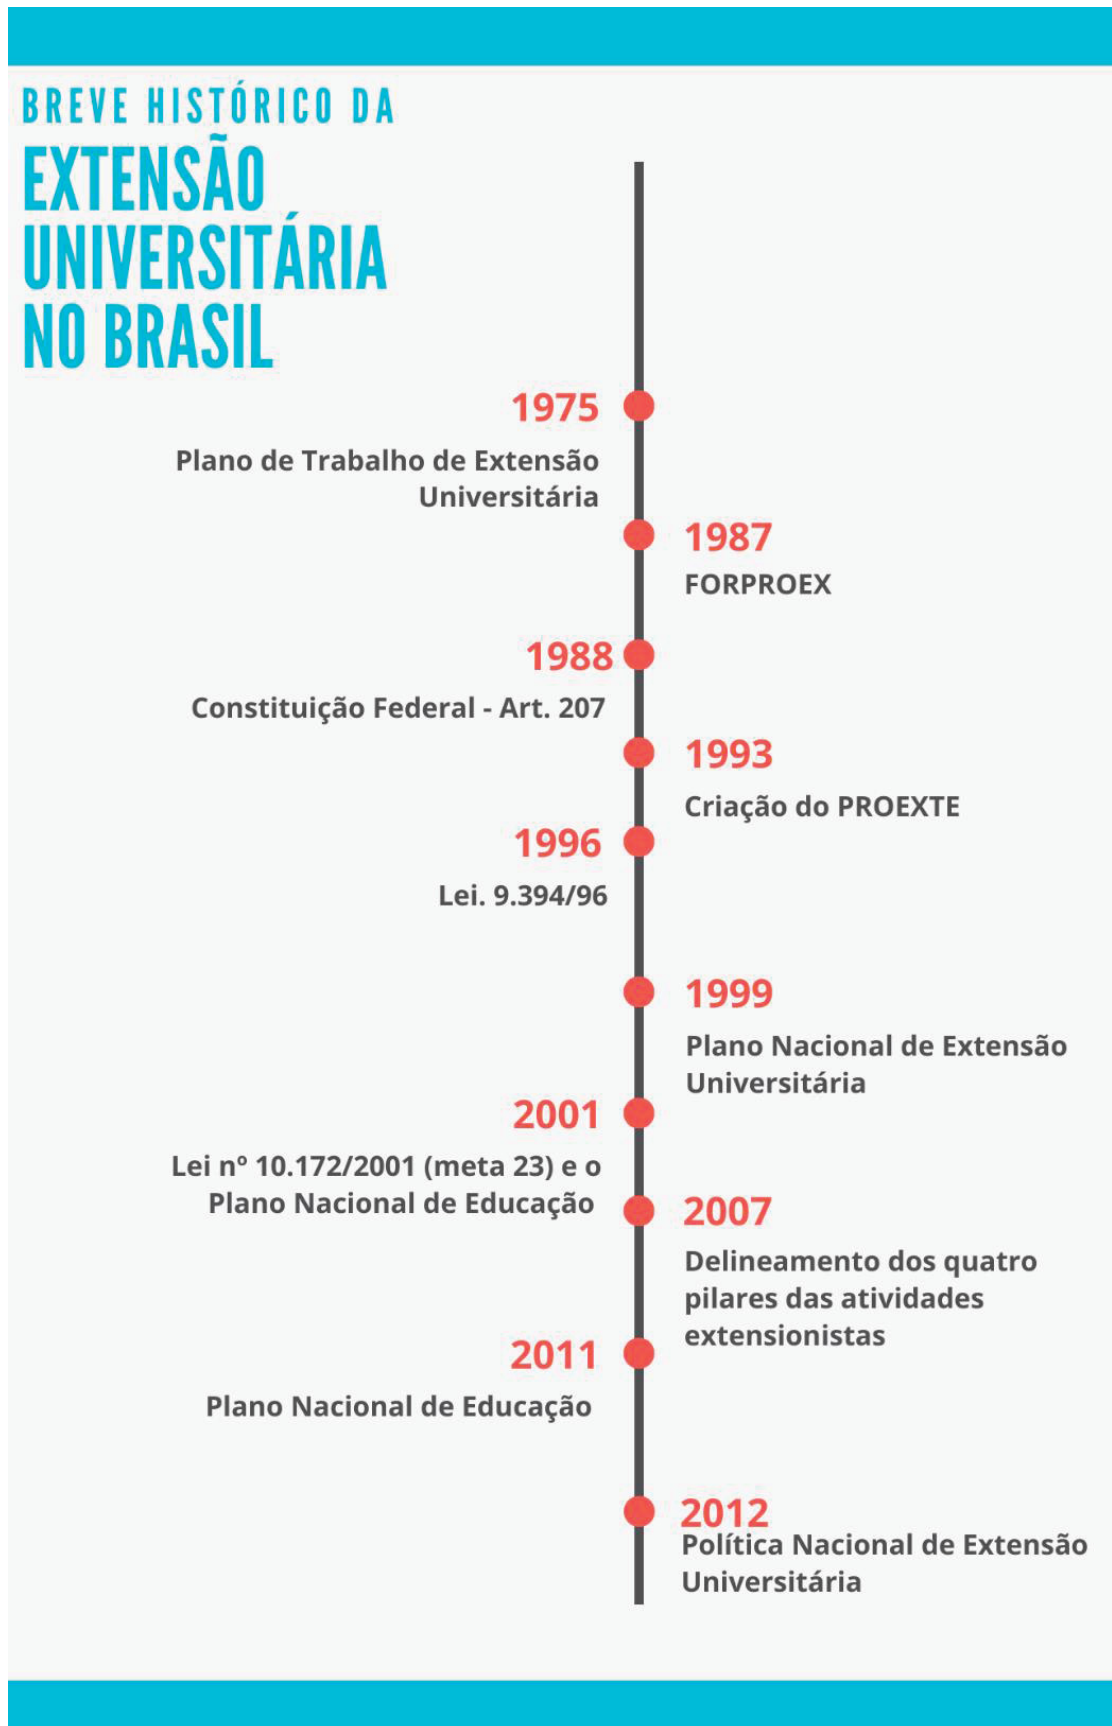 BREVE HISTÓRICO DA
EXTENSÃO
UNIVERSITÁRIA
NO BRASIL
1975
Plano de Trabalho de Extensão
Universitária
1987
FORPROEX
1988
Constituição Federal - Art. 207
1993
Criação do PROEXTE
1996
Lei. 9.394/96
1999
Plano Nacional de Extensão
Universitária
2001
Lei nº 10.172/2001 (meta 23) e o
Plano Nacional de Educação
2007
Delineamento dos quatro
pilares das atividades
extensionistas
2011
Plano Nacional de Educação
2012
Política Nacional de Extensão
Universitária